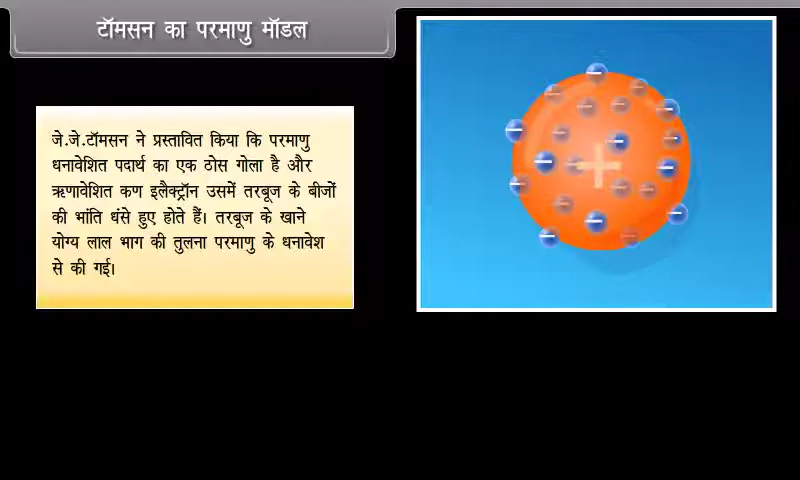 टॉमसन का परमाणु मॉडल
जे.जे.टॉमसन ने प्रस्तावित किया कि परमाणु
धनावेशित पदार्थ का एक ठोस गोला है और
ऋणावेशित कण इलैक्ट्रॉन उसमें तरबूज के बीजों
की भांति धंसे हुए होते हैं। तरबूज के खाने
योग्य लाल भाग की तुलना परमाणु के धनावेश
से की गई।